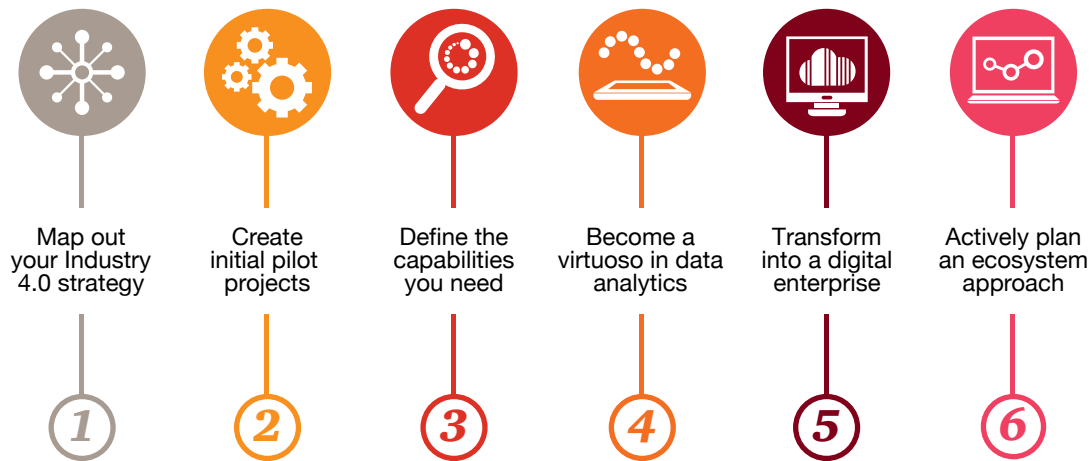 Map out
your Industry
4.0 strategy
1
Create
initial pilot
projects
2
Define the
capabilities
you need
3
Become a
virtuoso in data
analytics
4
Transform
into a digital
enterprise
5
Actively plan
an ecosystem
approach
6